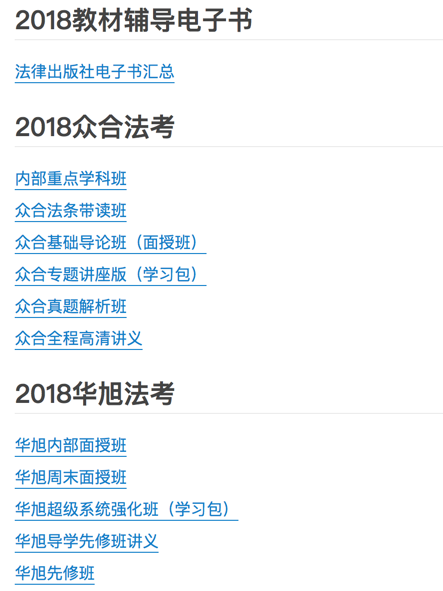 2018教材辅导电子书
法律出版社电子书汇总
2018众合法考
内部重点学科班
众合法条带读班
众合基础导论班（面授班）
众合专题讲座版（学习包）
众合真题解析班
众合全程高清讲义
2018华旭法考
华旭内部面授班
华旭周末面授班
华旭超级系统强化班（学习包）
华旭导学先修班讲义
华旭先修班